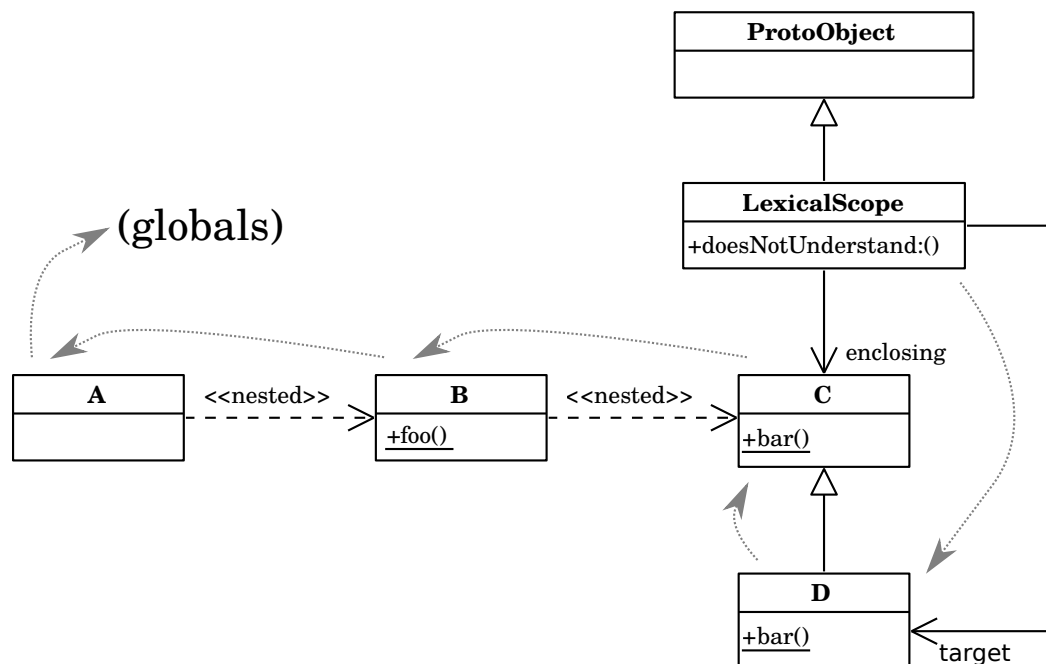 ProtoObject
LexicalScope
+doesNotUnderstand:()
(globals)
enclosing
A
<<nested>>
B
+foo()
<<nested>>
C
+bar()
D
+bar()
target